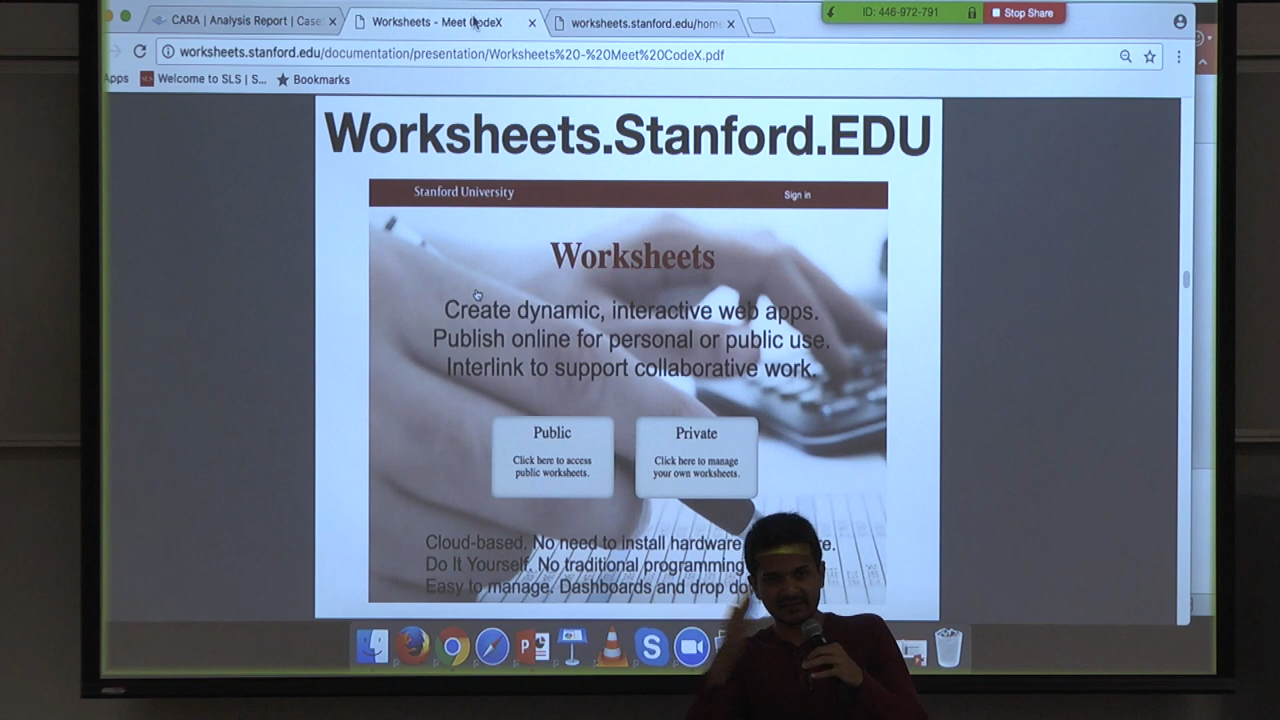 CARA | Analysis Report | Case
Worksheets - Meet CodeX
worksheets.stanford.edu/hom
ID: 446-972-791
Stop Share
worksheets.stanford.edu/documentation/presentation/Worksheets%20-%20Meet%20CodeX.pdf
Apps
Welcome to SLS | S...
Bookmarks
Worksheets.Stanford.EDU
Stanford University
Sign in
Worksheets
Create dynamic, interactive web apps.
Publish online for personal or public use.
Interlink to support collaborative work.
Public
Click here to access
public worksheets.
Private
Click here to manage
your own worksheets.
Cloud-based. No need to install hardware
Do It Yourself. No traditional programming
Easy to manage. Dashboards and drop